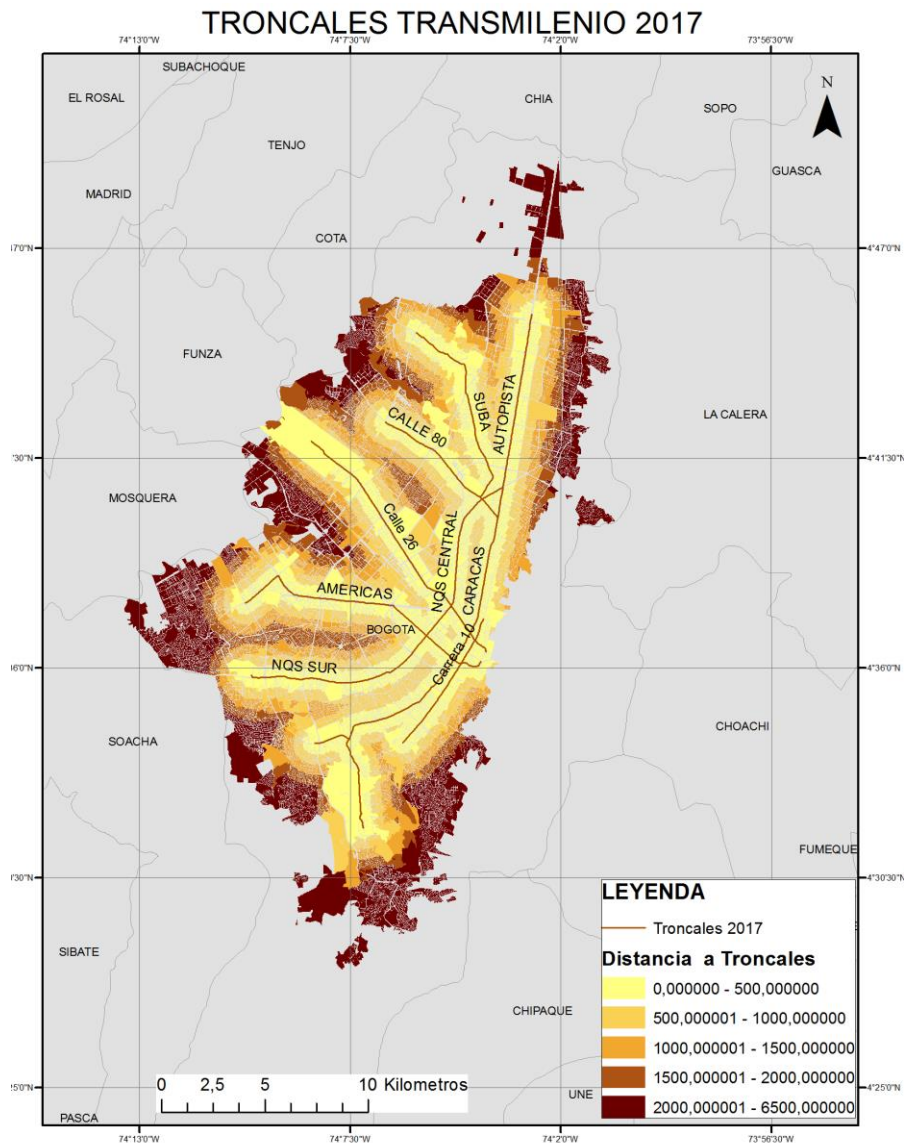 TRONCALES TRANSMILENIO 2017
74°13'0"W
74°7'30"W
74°2'0"W
73°56'30"W
SUBACHOQUE
EL ROSAL
CHIA
SOPO
N
TENJO
GUASCA
MADRID
COTA
4°47'0"N
FUNZA
SUBA
AUTOPISTA
CALLE 80
LA CALERA
4°41'30"N
MOSQUERA
Calle 26
NQS CENTRAL
CARACAS
AMERICAS
BOGOTA
Carrera 10
NQS SUR
4°36'0"N
CHOACHI
SOACHA
FUMEQUE
4°30'30"N
SIBATE
CHIPAQUE
UNE
4°25'0"N
PASCA
LEYENDA
Troncales 2017
Distancia a Troncales
0,000000 - 500,000000
500,000001 - 1000,000000
1000,000001 - 1500,000000
1500,000001 - 2000,000000
2000,000001 - 6500,000000
0 2,5 5 10 Kilometros
74°13'0"W
74°7'30"W
74°2'0"W
73°56'30"W